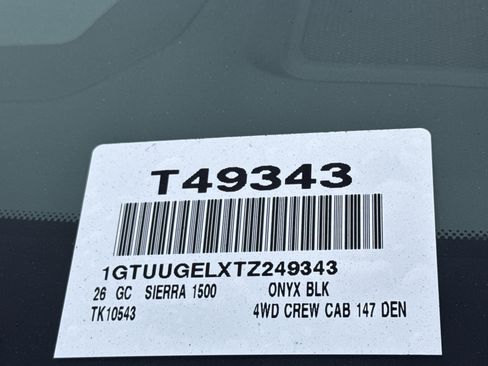 T49343
1GTUUGELXTZ249343
26 GC SIERRA 1500 ONYX BLK
TK10543 4WD CREW CAB 147 DEN